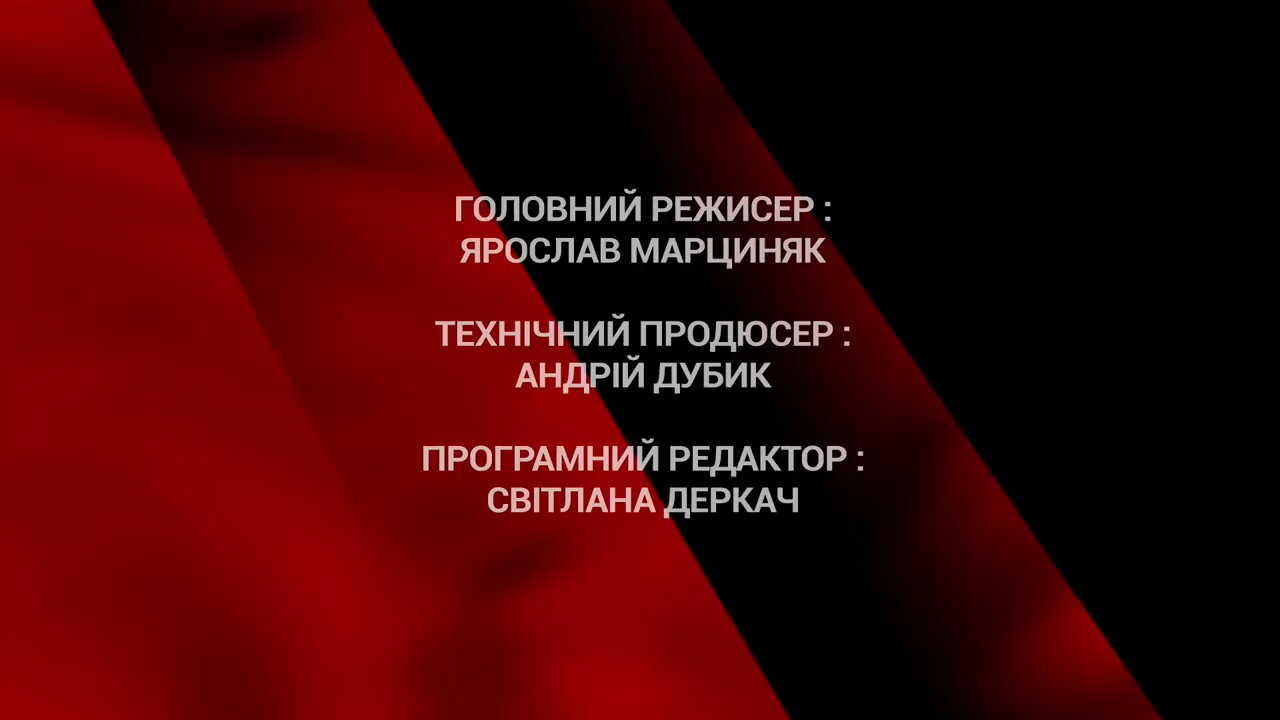 ГОЛОВНИЙ РЕЖИСЕР :
ЯРОСЛАВ МАРЦИНЯК
ТЕХНІЧНИЙ ПРОДЮСЕР :
АНДРІЙ ДУБИК
ПРОГРАМНИЙ РЕДАКТОР :
СВІТЛАНА ДЕРКАЧ